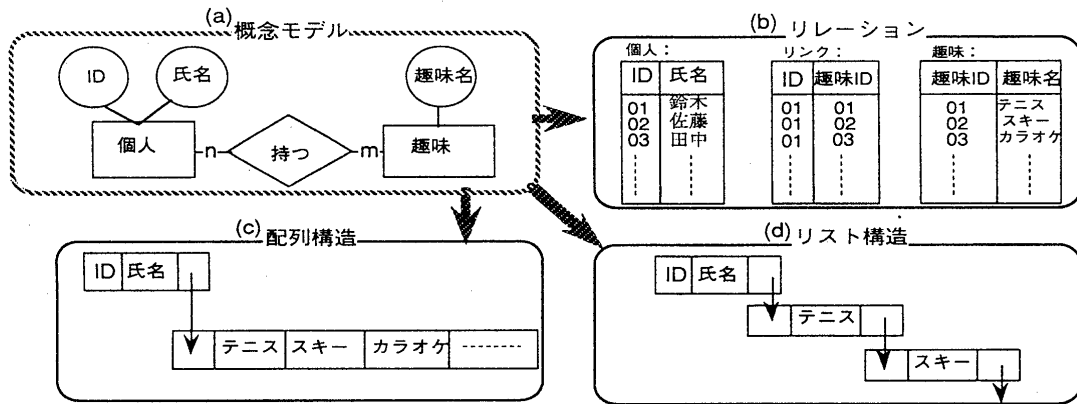 (a) 概念モデル
ID
氏名
趣味名
個人
n
持つ
m
趣味
(b) リレーション
個人：
リンク：
趣味：
ID 氏名
ID 趣味ID
趣味ID 趣味名
01 鈴木
01 01
01 テニス
02 佐藤
01 02
02 スキー
03 田中
01 03
03 カラオケ
(c) 配列構造
ID 氏名
テニス スキー カラオケ
(d) リスト構造
ID 氏名
テニス
スキー